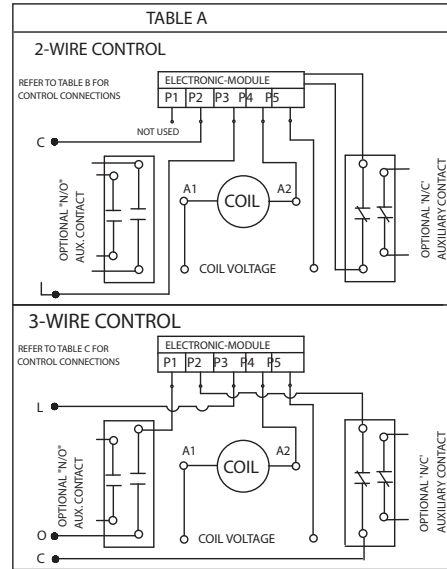 TABLE A
2-WIRE CONTROL
REFER TO TABLE B FOR
CONTROL CONNECTIONS
ELECTRONIC-MODULE
P1 P2 P3 P4 P5
NOT USED
C
OPTIONAL "N/O"
AUX. CONTACT
A1
COIL
A2
OPTIONAL 'N/C'
AUXILIARY CONTACT
COIL VOLTAGE
L
3-WIRE CONTROL
REFER TO TABLE C FOR
CONTROL CONNECTIONS
ELECTRONIC-MODULE
P1 P2 P3 P4 P5
L
OPTIONAL "N/O"
AUX. CONTACT
A1
COIL
A2
OPTIONAL 'N/C'
AUXILIARY CONTACT
O
COIL VOLTAGE
C